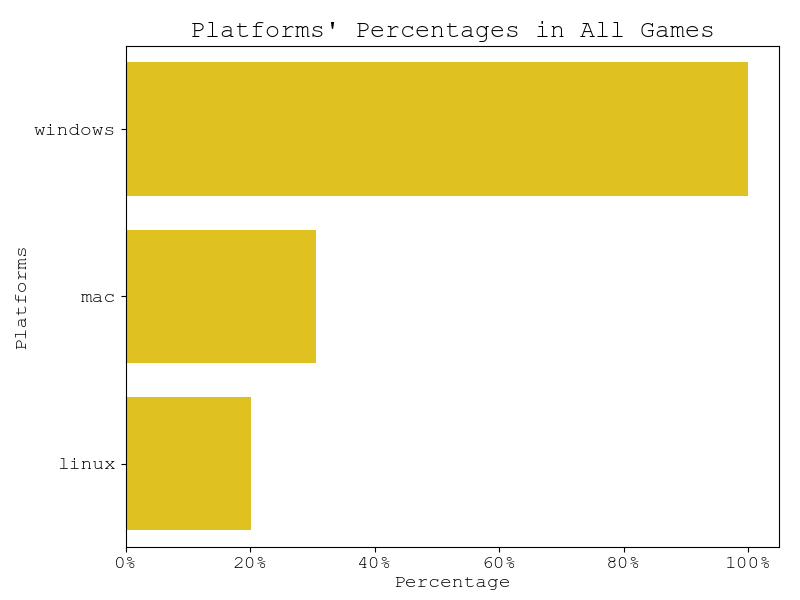 Platforms' Percentages in All Games
windows
mac
linux
Platforms
0% 20% 40% 60% 80% 100%
Percentage